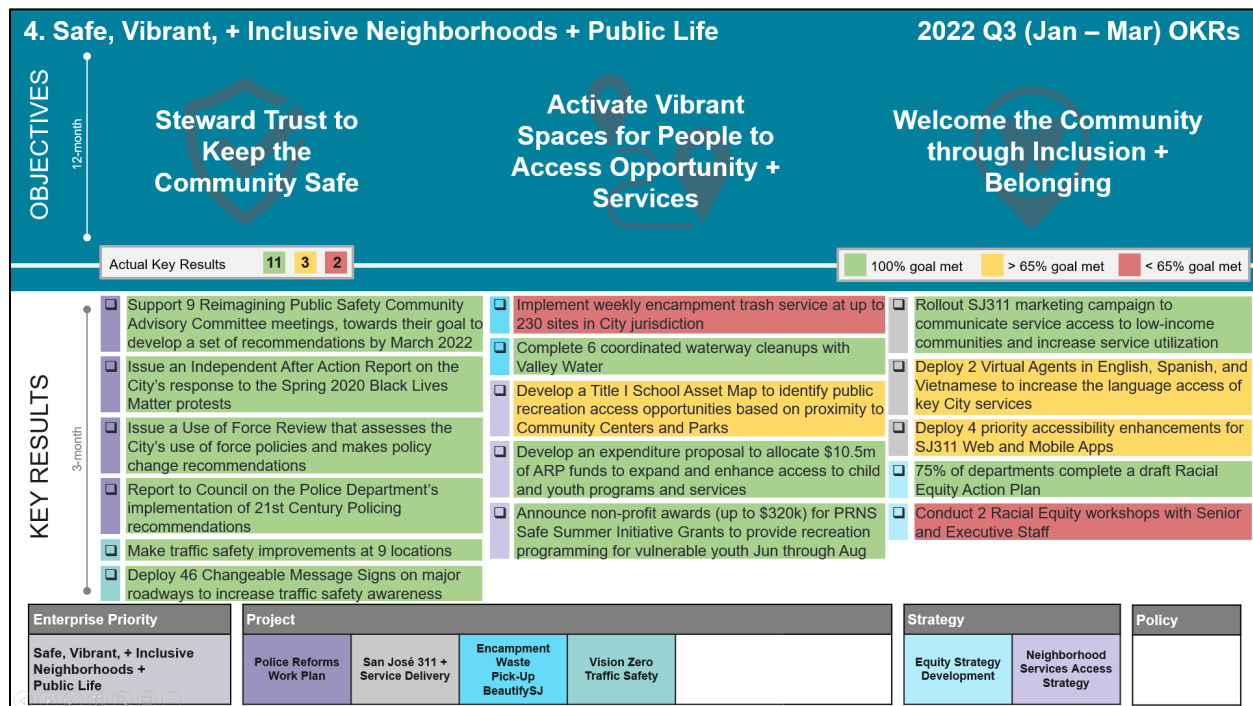 4. Safe, Vibrant, + Inclusive Neighborhoods + Public Life
2022 Q3 (Jan – Mar) OKRs
OBJECTIVES
12-month
Steward Trust to
Keep the
Community Safe
Activate Vibrant
Spaces for People to
Access Opportunity +
Services
Welcome the Community
through Inclusion +
Belonging
Actual Key Results 11 3 2
100% goal met > 65% goal met < 65% goal met
KEY RESULTS
3-month
Support 9 Reimagining Public Safety Community
Advisory Committee meetings, towards their goal to
develop a set of recommendations by March 2022
Issue an Independent After Action Report on the
City's response to the Spring 2020 Black Lives
Matter protests
Issue a Use of Force Review that assesses the
City's use of force policies and makes policy
change recommendations
Report to Council on the Police Department's
implementation of 21st Century Policing
recommendations
Make traffic safety improvements at 9 locations
Deploy 46 Changeable Message Signs on major
roadways to increase traffic safety awareness
Implement weekly encampment trash service at up to
230 sites in City jurisdiction
Complete 6 coordinated waterway cleanups with
Valley Water
Develop a Title I School Asset Map to identify public
recreation access opportunities based on proximity to
Community Centers and Parks
Develop an expenditure proposal to allocate $10.5m
of ARP funds to expand and enhance access to child
and youth programs and services
Announce non-profit awards (up to $320k) for PRNS
Safe Summer Initiative Grants to provide recreation
programming for vulnerable youth Jun through Aug
Rollout SJ311 marketing campaign to
communicate service access to low-income
communities and increase service utilization
Deploy 2 Virtual Agents in English, Spanish, and
Vietnamese to increase the language access of
key City services
Deploy 4 priority accessibility enhancements for
SJ311 Web and Mobile Apps
75% of departments complete a draft Racial
Equity Action Plan
Conduct 2 Racial Equity workshops with Senior
and Executive Staff
Enterprise Priority
Safe, Vibrant, + Inclusive
Neighborhoods +
Public Life
Project
Police Reforms
Work Plan
San José 311 +
Service Delivery
Encampment
Waste
Pick-Up
BeautifySJ
Vision Zero
Traffic Safety
Strategy
Equity Strategy
Development
Neighborhood
Services Access
Strategy
Policy